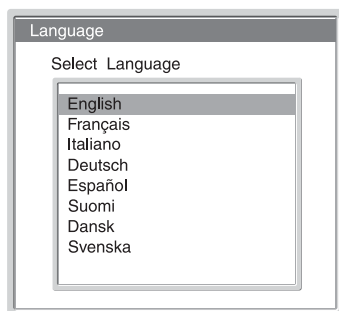 Language
Select Language
English
Français
Italiano
Deutsch
Español
Suomi
Dansk
Svenska